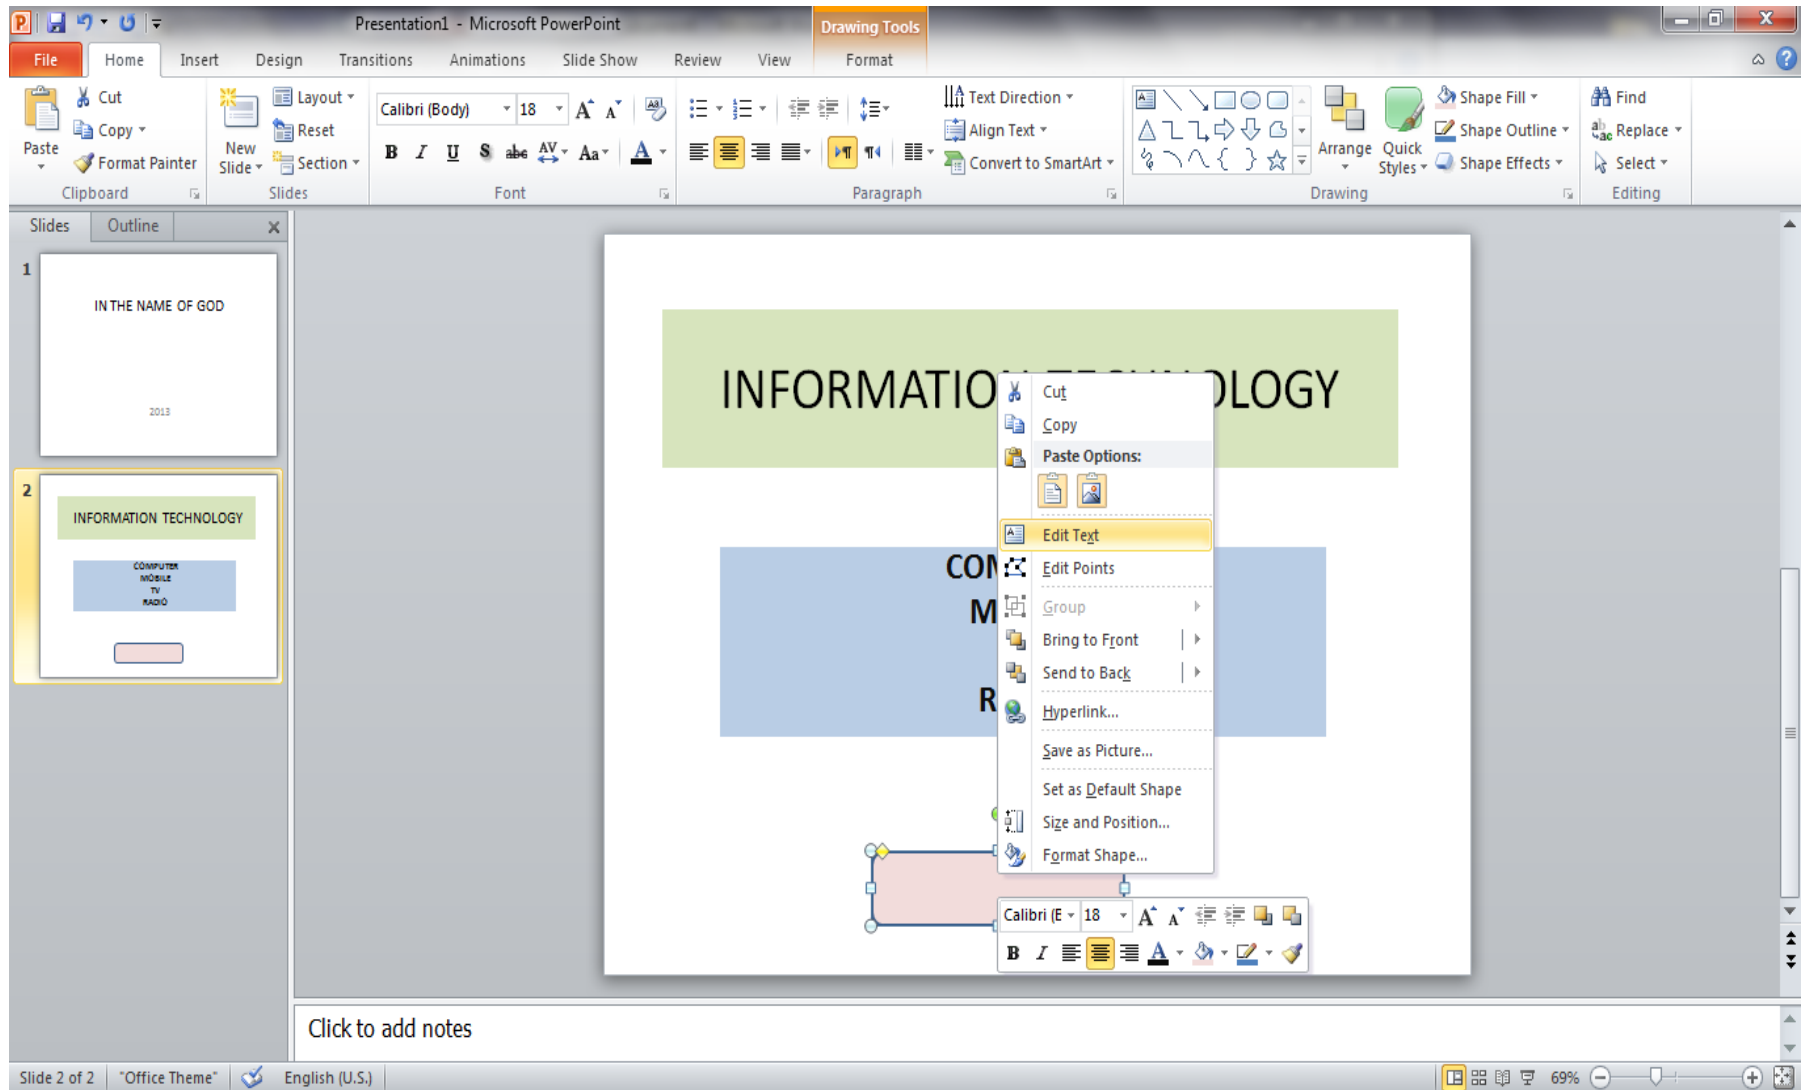 Presentation1 - Microsoft PowerPoint
Drawing Tools
File Home Insert Design Transitions Animations Slide Show Review View Format
Paste
Cut
Copy
Format Painter
Clipboard
New Slide
Layout
Reset
Section
Slides
Calibri (Body) 18
B I U S abc AV Aa A
Font
Text Direction
Align Text
Convert to SmartArt
Paragraph
Arrange
Quick Styles
Shape Fill
Shape Outline
Shape Effects
Drawing
Find
Replace
Select
Editing
Slides Outline
1
IN THE NAME OF GOD
2013
2
INFORMATION TECHNOLOGY
COMPUTER
MOBILE
TV
RADIO
INFORMATIO
OLOGY
CO
M
R
Cut
Copy
Paste Options:
Edit Text
Edit Points
Group
Bring to Front
Send to Back
Hyperlink...
Save as Picture...
Set as Default Shape
Size and Position...
Format Shape...
Calibri (E 18 A A
B I A
Click to add notes
Slide 2 of 2 "Office Theme" English (U.S.) 69%